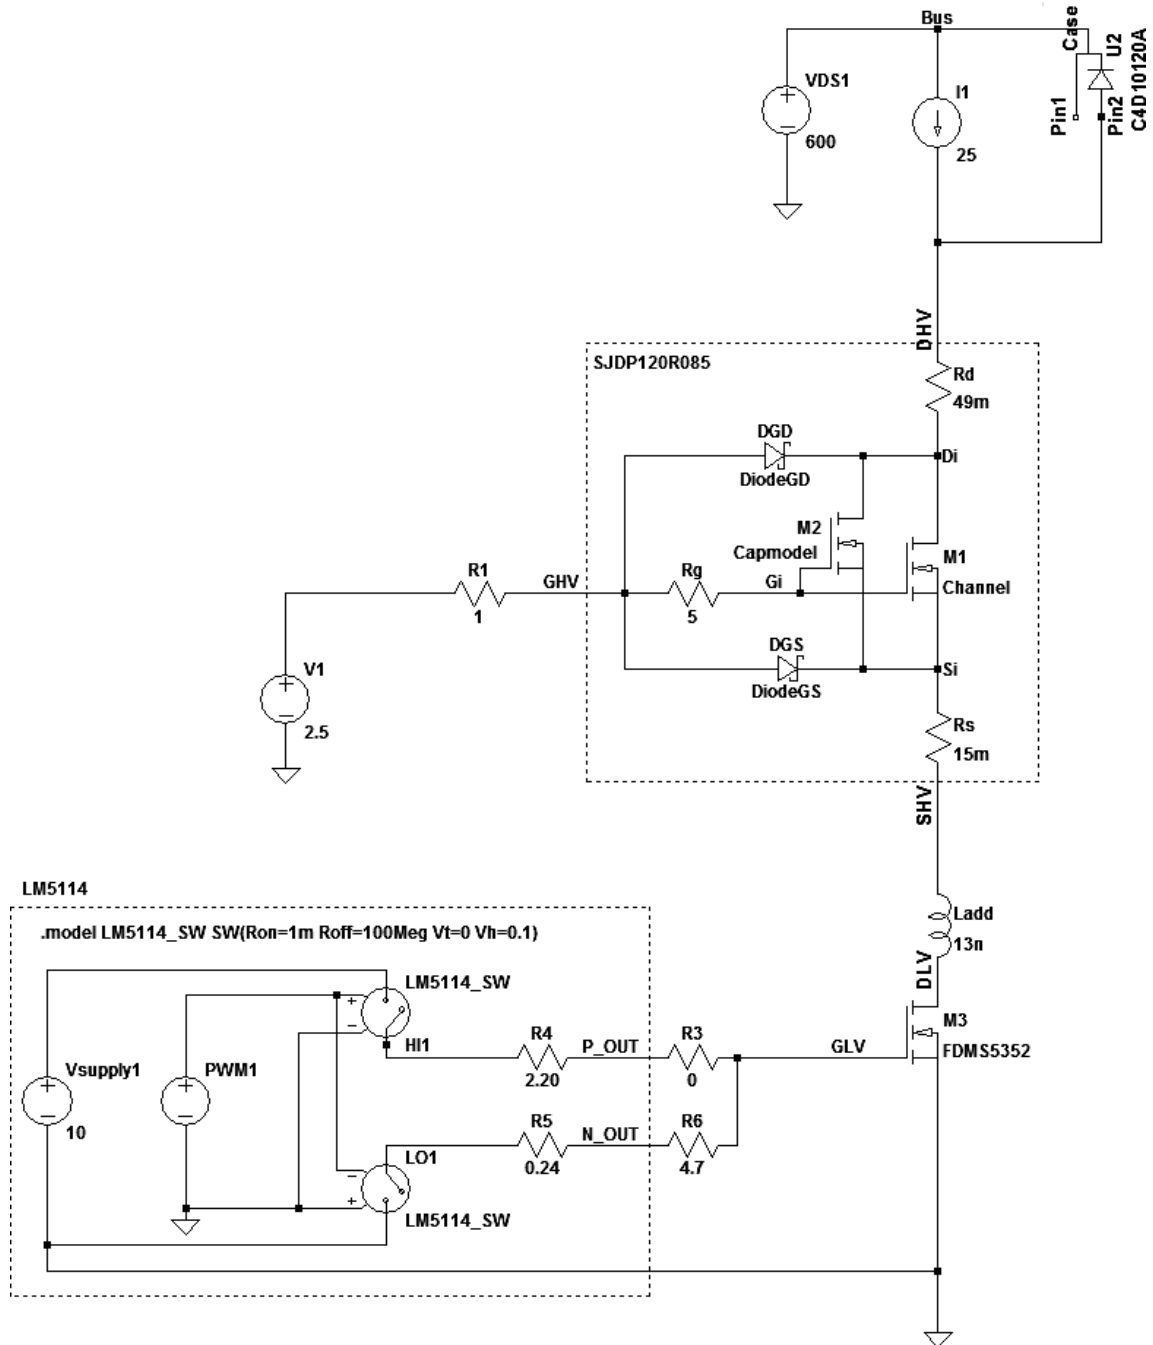 Bus
Case
U2
VDS1
I1
Pin1
Pin2
C4D10120A
600
25
DHV
SJDP120R085
Rd
49m
DGD
Di
DiodeGD
M2
Capmodel
M1
R1
GHV
Rg
Gi
Channel
1
5
DGS
V1
Si
DiodeGS
2.5
Rs
15m
SHV
LM5114
Ladd
13n
.model LM5114_SW SW(Ron=1m Roff=100Meg Vt=0 Vh=0.1)
DLV
LM5114_SW
+
−
HI1
R4
P_OUT
R3
GLV
M3
FDMS5352
Vsupply1
PWM1
2.20
0
10
R5
N_OUT
R6
LO1
0.24
4.7
−
+
LM5114_SW